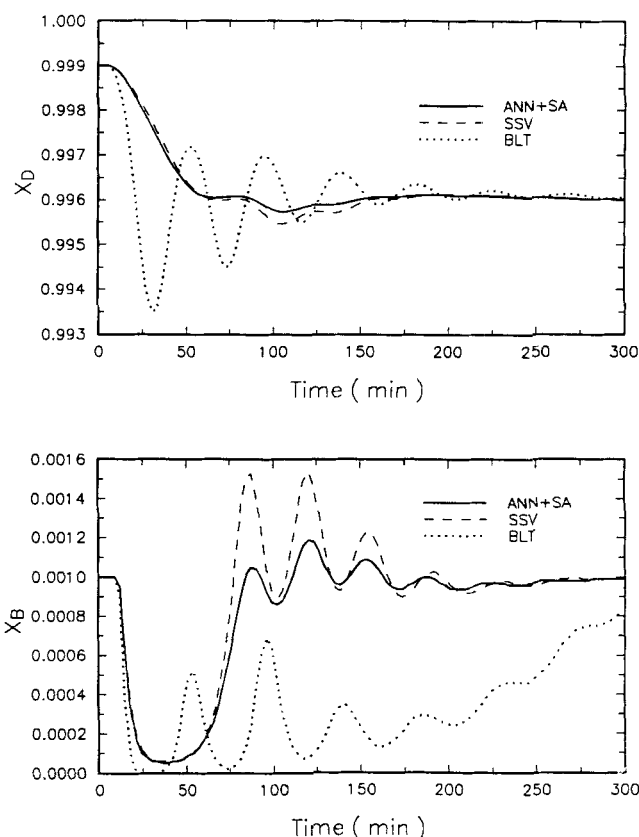 1.000
0.999
0.998
0.997
0.996
0.995
0.994
0.993
X_D
ANN+SA
SSV
BLT
0 50 100 150 200 250 300
Time ( min )
0.0016
0.0014
0.0012
0.0010
0.0008
0.0006
0.0004
0.0002
0.0000
X_B
ANN+SA
SSV
BLT
0 50 100 150 200 250 300
Time ( min )